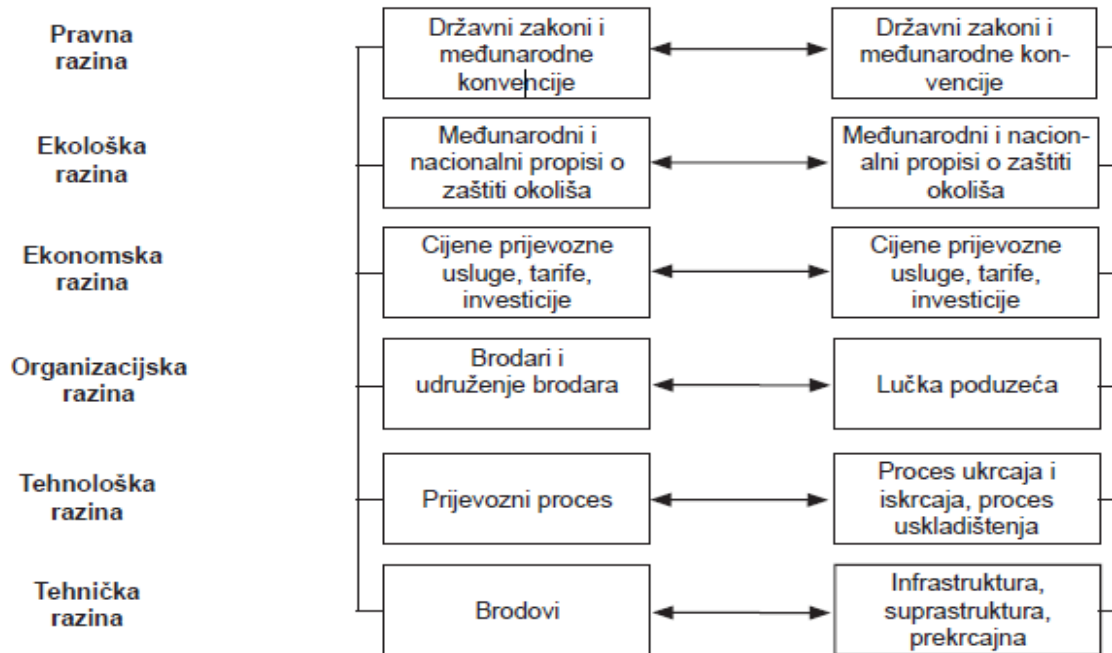 Pravna
razina
Državni zakoni i
međunarodne
konvencije
Državni zakoni i
međunarodne kon-
vencije
Ekološka
razina
Međunarodni i
nacionalni propisi o
zaštiti okoliša
Međunarodni i nacion-
alni propisi o zaštiti
okoliša
Ekonomska
razina
Cijene prijevozne
usluge, tarife,
investicije
Cijene prijevozne
usluge, tarife,
investicije
Organizacijska
razina
Brodari i
udruženje brodara
Lučka poduzeća
Tehnološka
razina
Prijevozni proces
Proces ukrcaja i
iskrcaja, proces
uskladištenja
Tehnička
razina
Brodovi
Infrastruktura,
suprastruktura,
prekrcajna